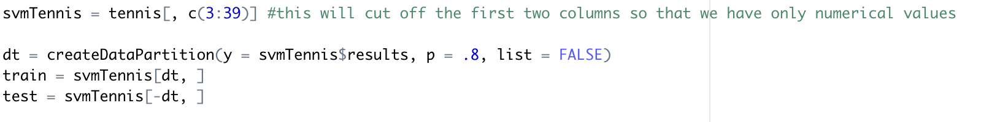 svmTennis = tennis[, c(3:39)] #this will cut off the first two columns so that we have only numerical values
dt = createDataPartition(y = svmTennis$results, p = .8, list = FALSE)
train = svmTennis[dt, ]
test = svmTennis[-dt, ]